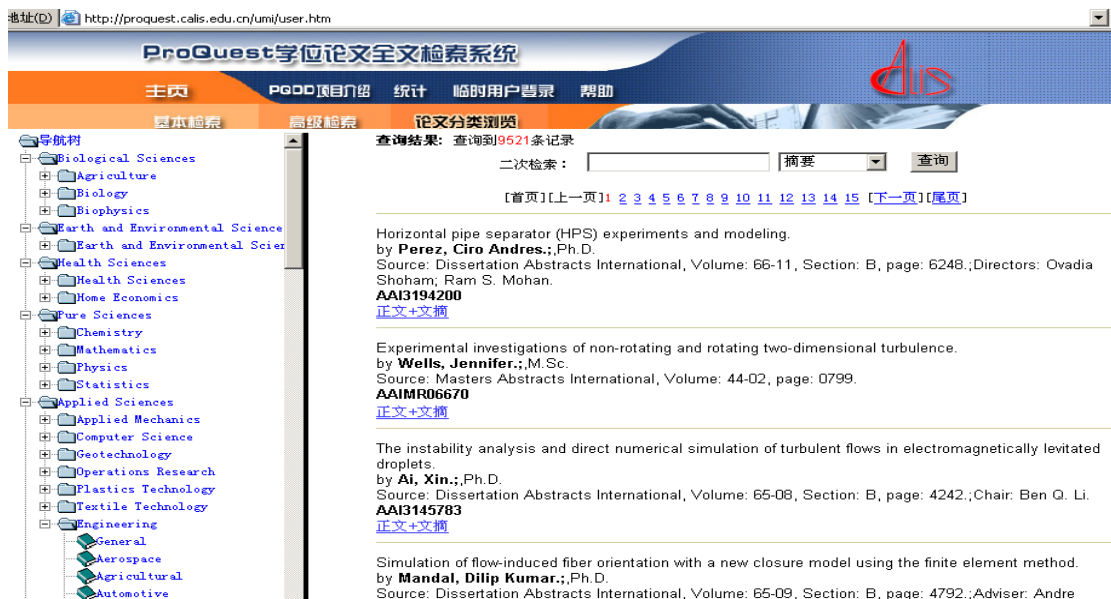 地址(D) http://proquest.calis.edu.cn/umi/user.htm
ProQuest学位论文全文检索系统
主页 PQDD项目介绍 统计 临时用户登录 帮助
基本检索 高级检索 论文分类浏览
导航树
Biological Sciences
Agriculture
Biology
Biophysics
Earth and Environmental Science
Earth and Environmental Scien
Health Sciences
Health Sciences
Home Economics
Pure Sciences
Chemistry
Mathematics
Physics
Statistics
Applied Sciences
Applied Mechanics
Computer Science
Geotechnology
Operations Research
Plastics Technology
Textile Technology
Engineering
General
Aerospace
Agricultural
Automotive
查询结果: 查询到9521条记录
二次检索: 摘要 查询
[首页][上一页]1 2 3 4 5 6 7 8 9 10 11 12 13 14 15 [下一页][尾页]
Horizontal pipe separator (HPS) experiments and modeling.
by Perez, Ciro Andres.;,Ph.D.
Source: Dissertation Abstracts International, Volume: 66-11, Section: B, page: 6248.;Directors: Ovadia
Shoham; Ram S. Mohan.
AAI3194200
正文+文摘
Experimental investigations of non-rotating and rotating two-dimensional turbulence.
by Wells, Jennifer.;,M.Sc.
Source: Masters Abstracts International, Volume: 44-02, page: 0799.
AAIMR06670
正文+文摘
The instability analysis and direct numerical simulation of turbulent flows in electromagnetically levitated
droplets.
by Ai, Xin.;,Ph.D.
Source: Dissertation Abstracts International, Volume: 65-08, Section: B, page: 4242.;Chair: Ben Q. Li.
AAI3145783
正文+文摘
Simulation of flow-induced fiber orientation with a new closure model using the finite element method.
by Mandal, Dilip Kumar.;,Ph.D.
Source: Dissertation Abstracts International, Volume: 65-09, Section: B, page: 4792.;Adviser: Andre